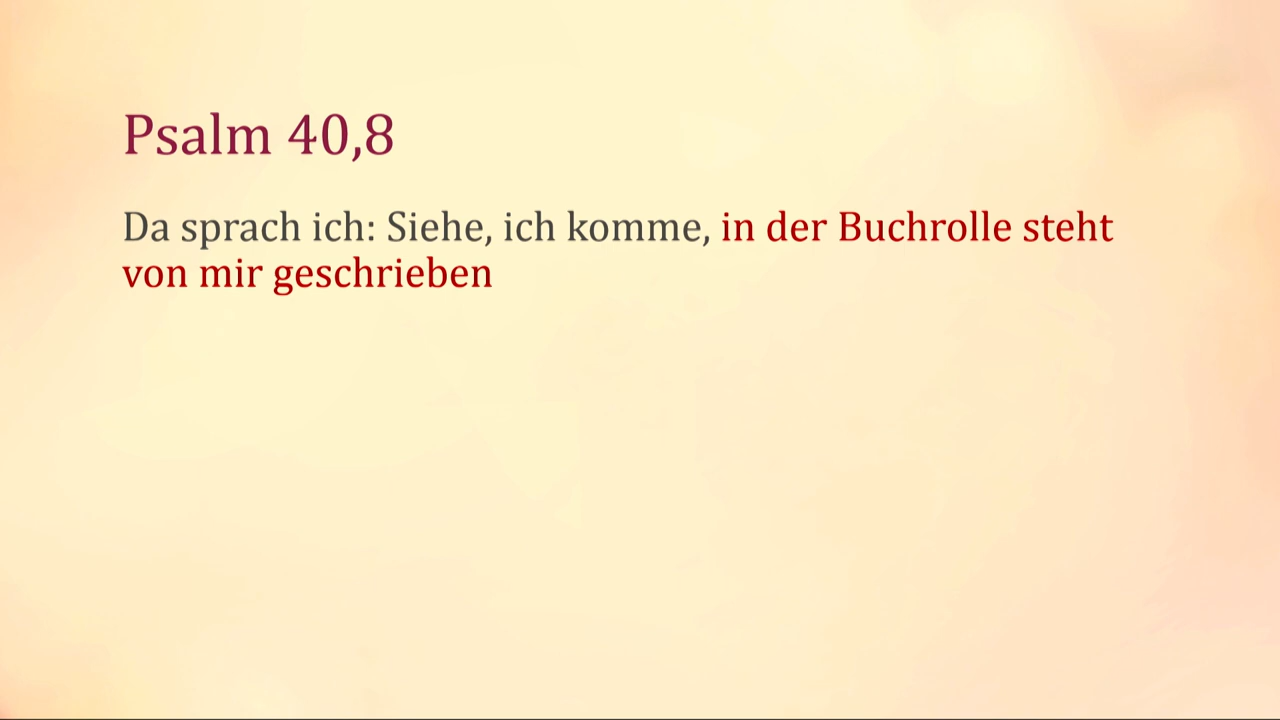 Psalm 40,8
Da sprach ich: Siehe, ich komme, in der Buchrolle steht
von mir geschrieben